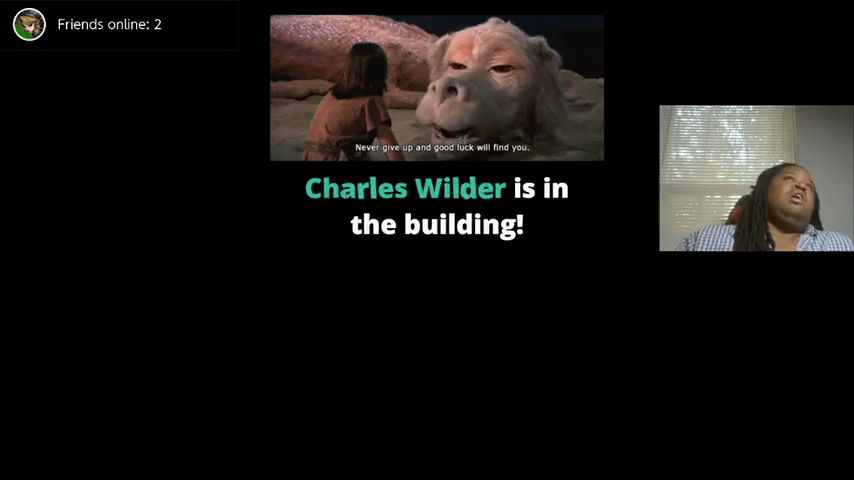 Friends online: 2
Never give up and good luck will find you.
Charles Wilder is in
the building!